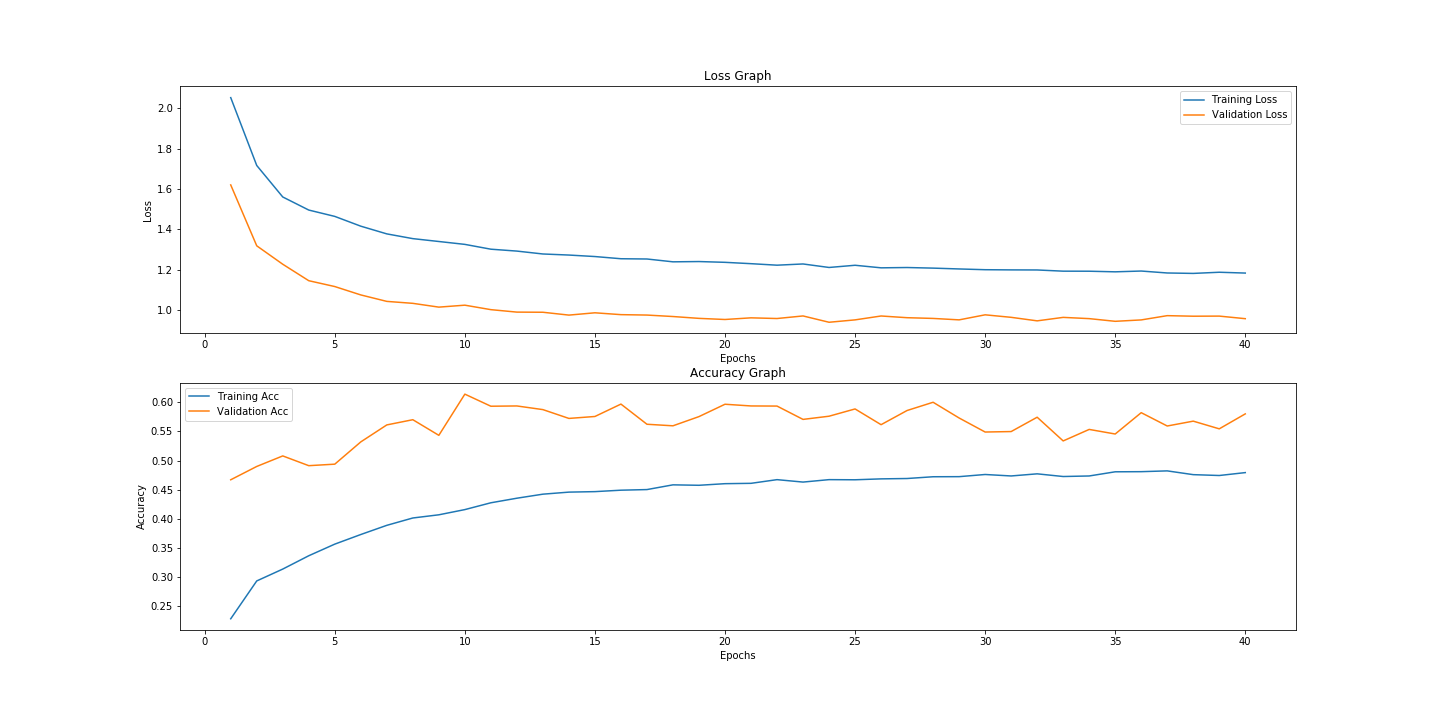 Loss Graph
2.0
1.8
1.6
1.4
1.2
1.0
Loss
Training Loss
Validation Loss
0 5 10 15 20 25 30 35 40
Epochs
Accuracy Graph
0.60
0.55
0.50
0.45
0.40
0.35
0.30
0.25
Accuracy
Training Acc
Validation Acc
0 5 10 15 20 25 30 35 40
Epochs